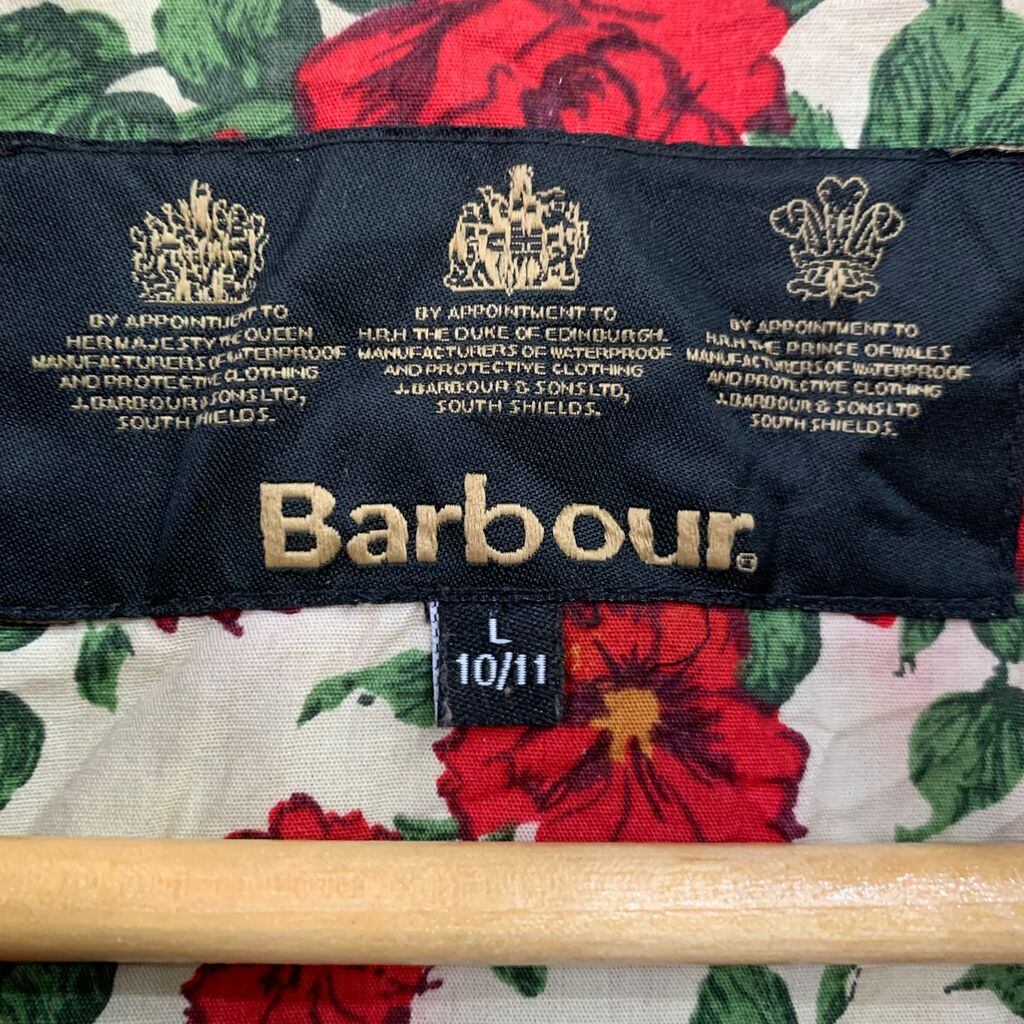 BY APPOINTMENT TO
HER MAJESTY THE QUEEN
MANUFACTURERS OF WATERPROOF
AND PROTECTIVE CLOTHING
J. BARBOUR & SONS LTD,
SOUTH SHIELDS.
BY APPOINTMENT TO
H.R.H THE DUKE OF EDINBURGH.
MANUFACTURERS OF WATERPROOF
AND PROTECTIVE CLOTHING
J. BARBOUR & SONS LTD,
SOUTH SHIELDS.
BY APPOINTMENT TO
H.R.H THE PRINCE OF WALES
MANUFACTURERS OF WATERPROOF
AND PROTECTIVE CLOTHING
J. BARBOUR & SONS LTD
SOUTH SHIELDS.
Barbour®
L
10/11